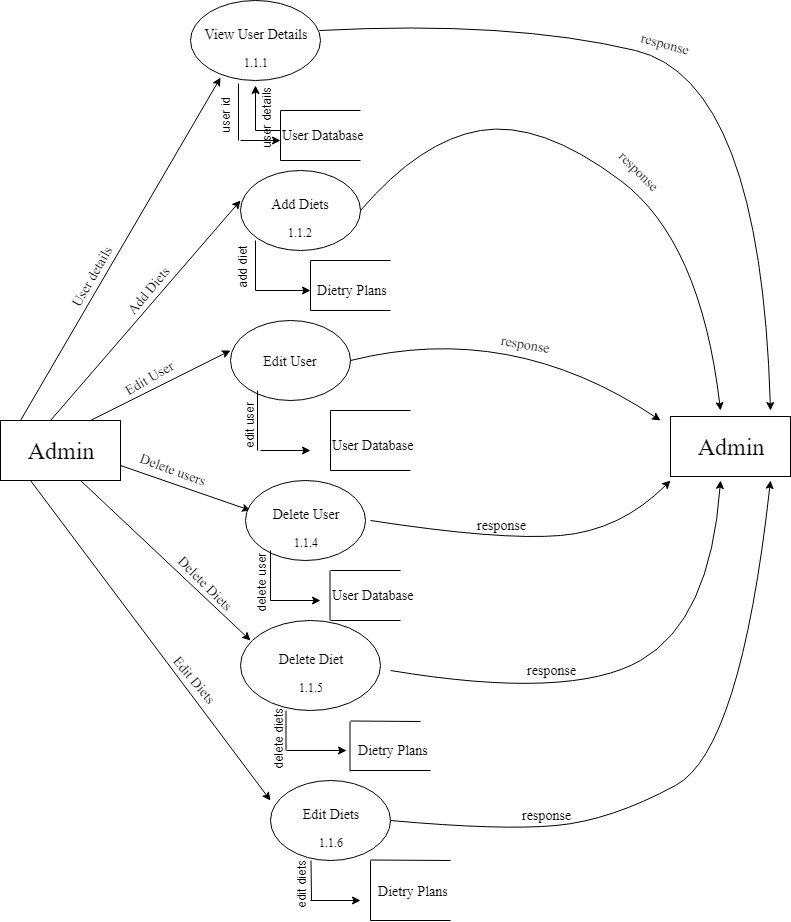 View User Details
1.1.1
response
user id
user details
User Database
response
Add Diets
1.1.2
add diet
Dietry Plans
User details
Add Diets
Edit User
response
Edit User
edit user
User Database
Admin
Admin
Delete users
Delete User
1.1.4
response
delete user
User Database
Delete Diets
Delete Diet
1.1.5
response
Edit Diets
delete diets
Dietry Plans
Edit Diets
1.1.6
response
edit diets
Dietry Plans